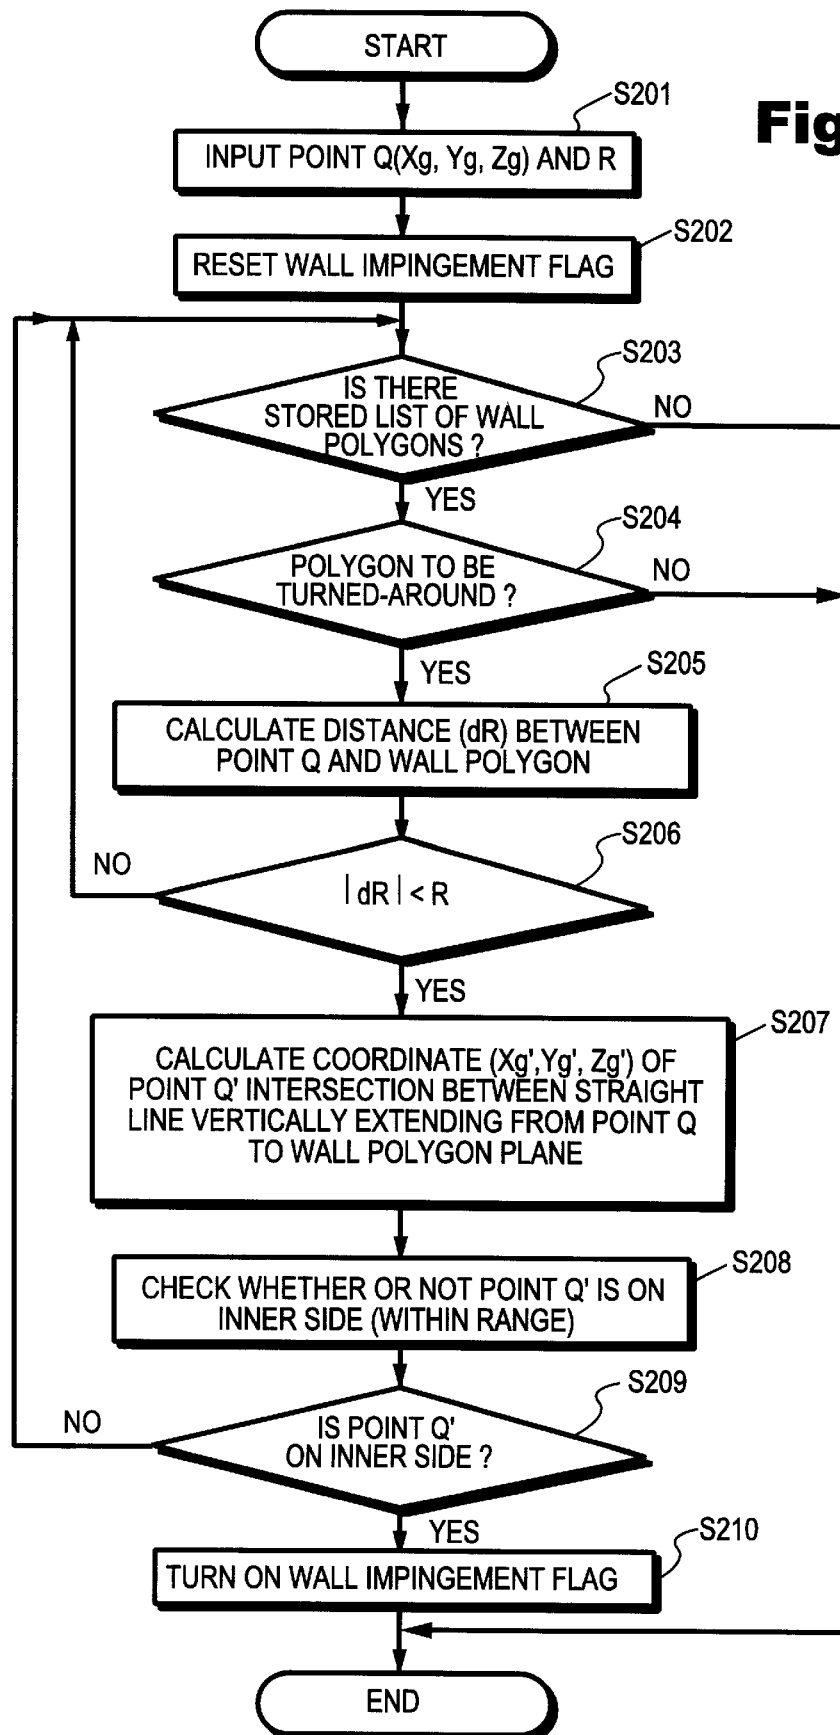 START
S201
Fig
INPUT POINT Q(Xg, Yg, Zg) AND R
S202
RESET WALL IMPINGEMENT FLAG
S203
IS THERE
STORED LIST OF WALL
POLYGONS ?
NO
YES
S204
POLYGON TO BE
TURNED-AROUND ?
NO
YES
S205
CALCULATE DISTANCE (dR) BETWEEN
POINT Q AND WALL POLYGON
S206
NO
| dR | < R
YES
S207
CALCULATE COORDINATE (Xg',Yg', Zg') OF
POINT Q' INTERSECTION BETWEEN STRAIGHT
LINE VERTICALLY EXTENDING FROM POINT Q
TO WALL POLYGON PLANE
S208
CHECK WHETHER OR NOT POINT Q' IS ON
INNER SIDE (WITHIN RANGE)
S209
NO
IS POINT Q'
ON INNER SIDE ?
YES
S210
TURN ON WALL IMPINGEMENT FLAG
END